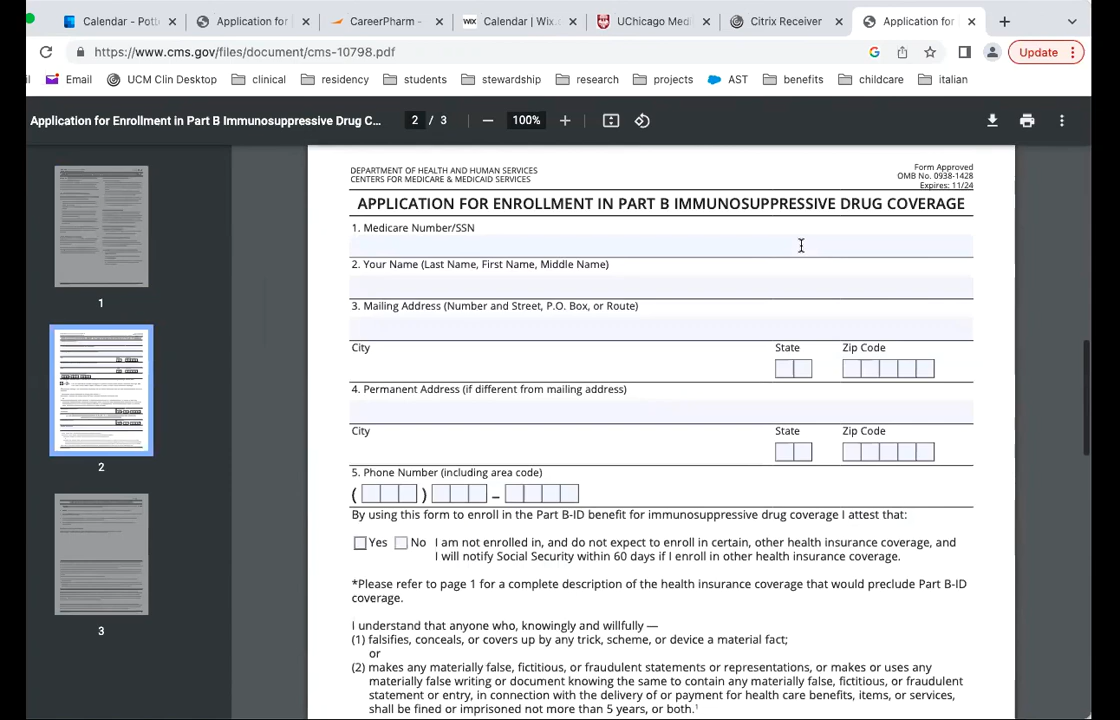 Calendar - Pott
Application for
CareerPharm -
Calendar | Wix.c
UChicago Medi
Citrix Receiver
Application for
https://www.cms.gov/files/document/cms-10798.pdf
Update
Email
UCM Clin Desktop
clinical
residency
students
stewardship
research
projects
AST
benefits
childcare
italian
Application for Enrollment in Part B Immunosuppressive Drug C...
2 / 3
100%
1
2
3
DEPARTMENT OF HEALTH AND HUMAN SERVICES
CENTERS FOR MEDICARE & MEDICAID SERVICES
Form Approved
OMB No. 0938-1428
Expires: 11/24
APPLICATION FOR ENROLLMENT IN PART B IMMUNOSUPPRESSIVE DRUG COVERAGE
1. Medicare Number/SSN
2. Your Name (Last Name, First Name, Middle Name)
3. Mailing Address (Number and Street, P.O. Box, or Route)
City State Zip Code
4. Permanent Address (if different from mailing address)
City State Zip Code
5. Phone Number (including area code)
( ) –
By using this form to enroll in the Part B-ID benefit for immunosuppressive drug coverage I attest that:
Yes No I am not enrolled in, and do not expect to enroll in certain, other health insurance coverage, and
I will notify Social Security within 60 days if I enroll in other health insurance coverage.
*Please refer to page 1 for a complete description of the health insurance coverage that would preclude Part B-ID
coverage.
I understand that anyone who, knowingly and willfully —
(1) falsifies, conceals, or covers up by any trick, scheme, or device a material fact;
or
(2) makes any materially false, fictitious, or fraudulent statements or representations, or makes or uses any
materially false writing or document knowing the same to contain any materially false, fictitious, or fraudulent
statement or entry, in connection with the delivery of or payment for health care benefits, items, or services,
shall be fined or imprisoned not more than 5 years, or both.¹